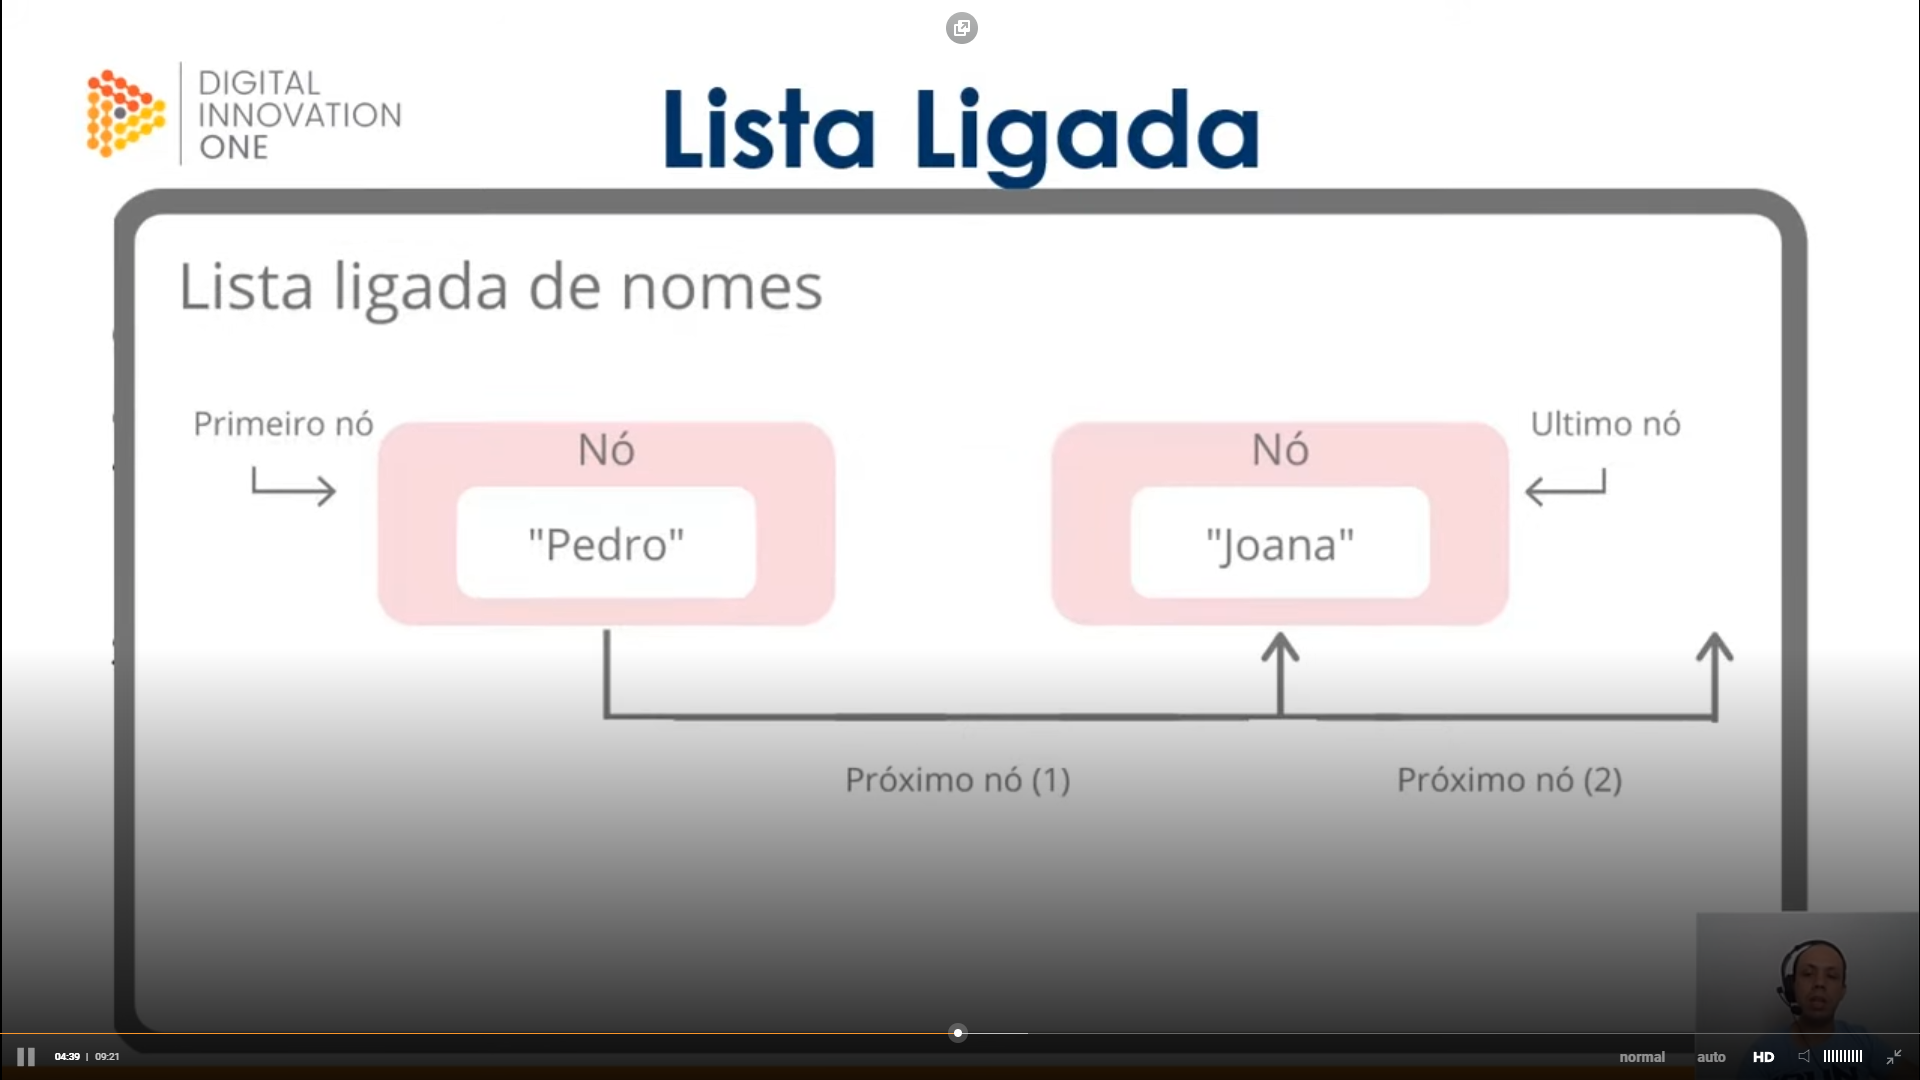 DIGITAL
INNOVATION
ONE
Lista Ligada
Lista ligada de nomes
Primeiro nó
Nó
"Pedro"
Nó
"Joana"
Ultimo nó
Próximo nó (1)
Próximo nó (2)
04:39 | 09:21
normal
auto
HD